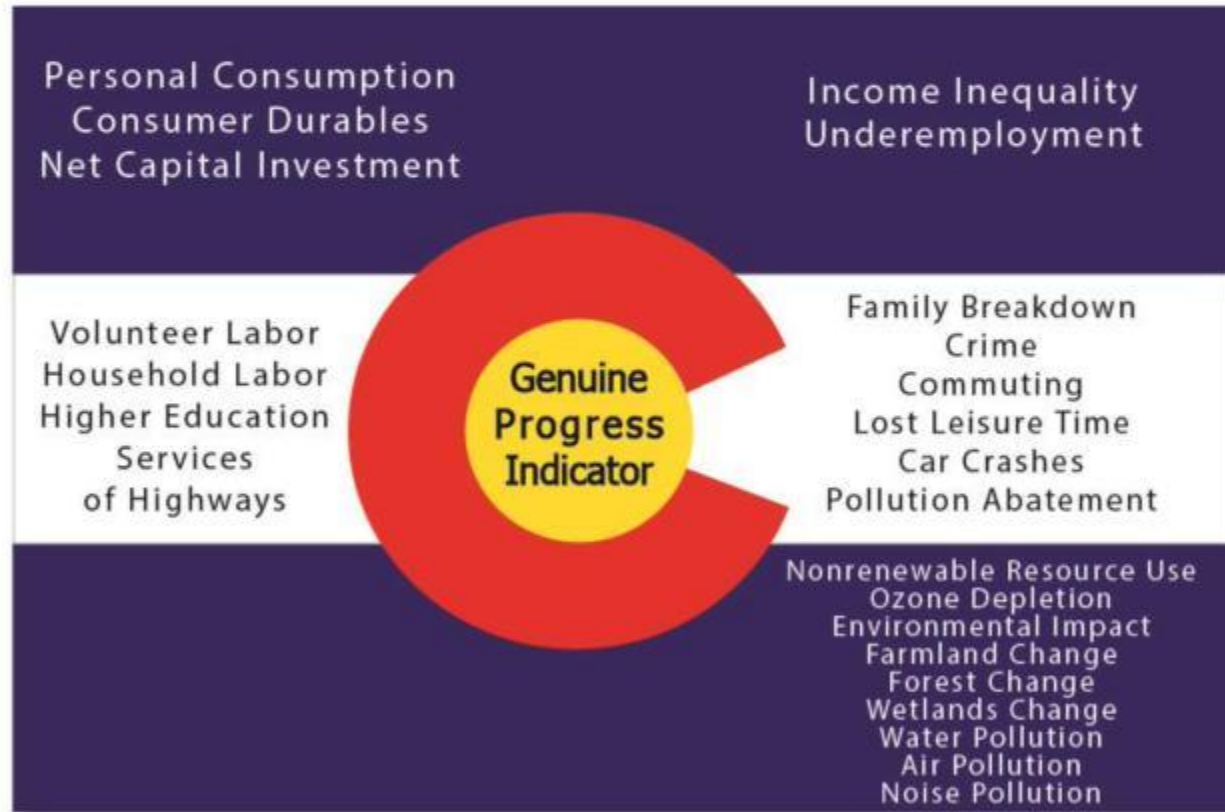 Personal Consumption
Consumer Durables
Net Capital Investment
Income Inequality
Underemployment
Volunteer Labor
Household Labor
Higher Education
Services
of Highways
Genuine
Progress
Indicator
Family Breakdown
Crime
Commuting
Lost Leisure Time
Car Crashes
Pollution Abatement
Nonrenewable Resource Use
Ozone Depletion
Environmental Impact
Farmland Change
Forest Change
Wetlands Change
Water Pollution
Air Pollution
Noise Pollution